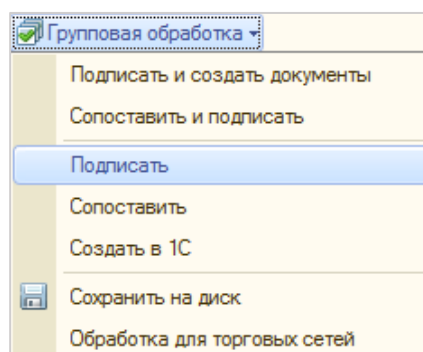 Групповая обработка
Подписать и создать документы
Сопоставить и подписать
Подписать
Сопоставить
Создать в 1С
Сохранить на диск
Обработка для торговых сетей